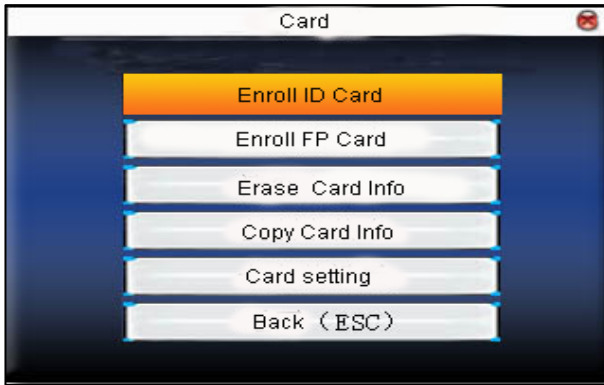 Card
Enroll ID Card
Enroll FP Card
Erase Card Info
Copy Card Info
Card setting
Back （ESC）